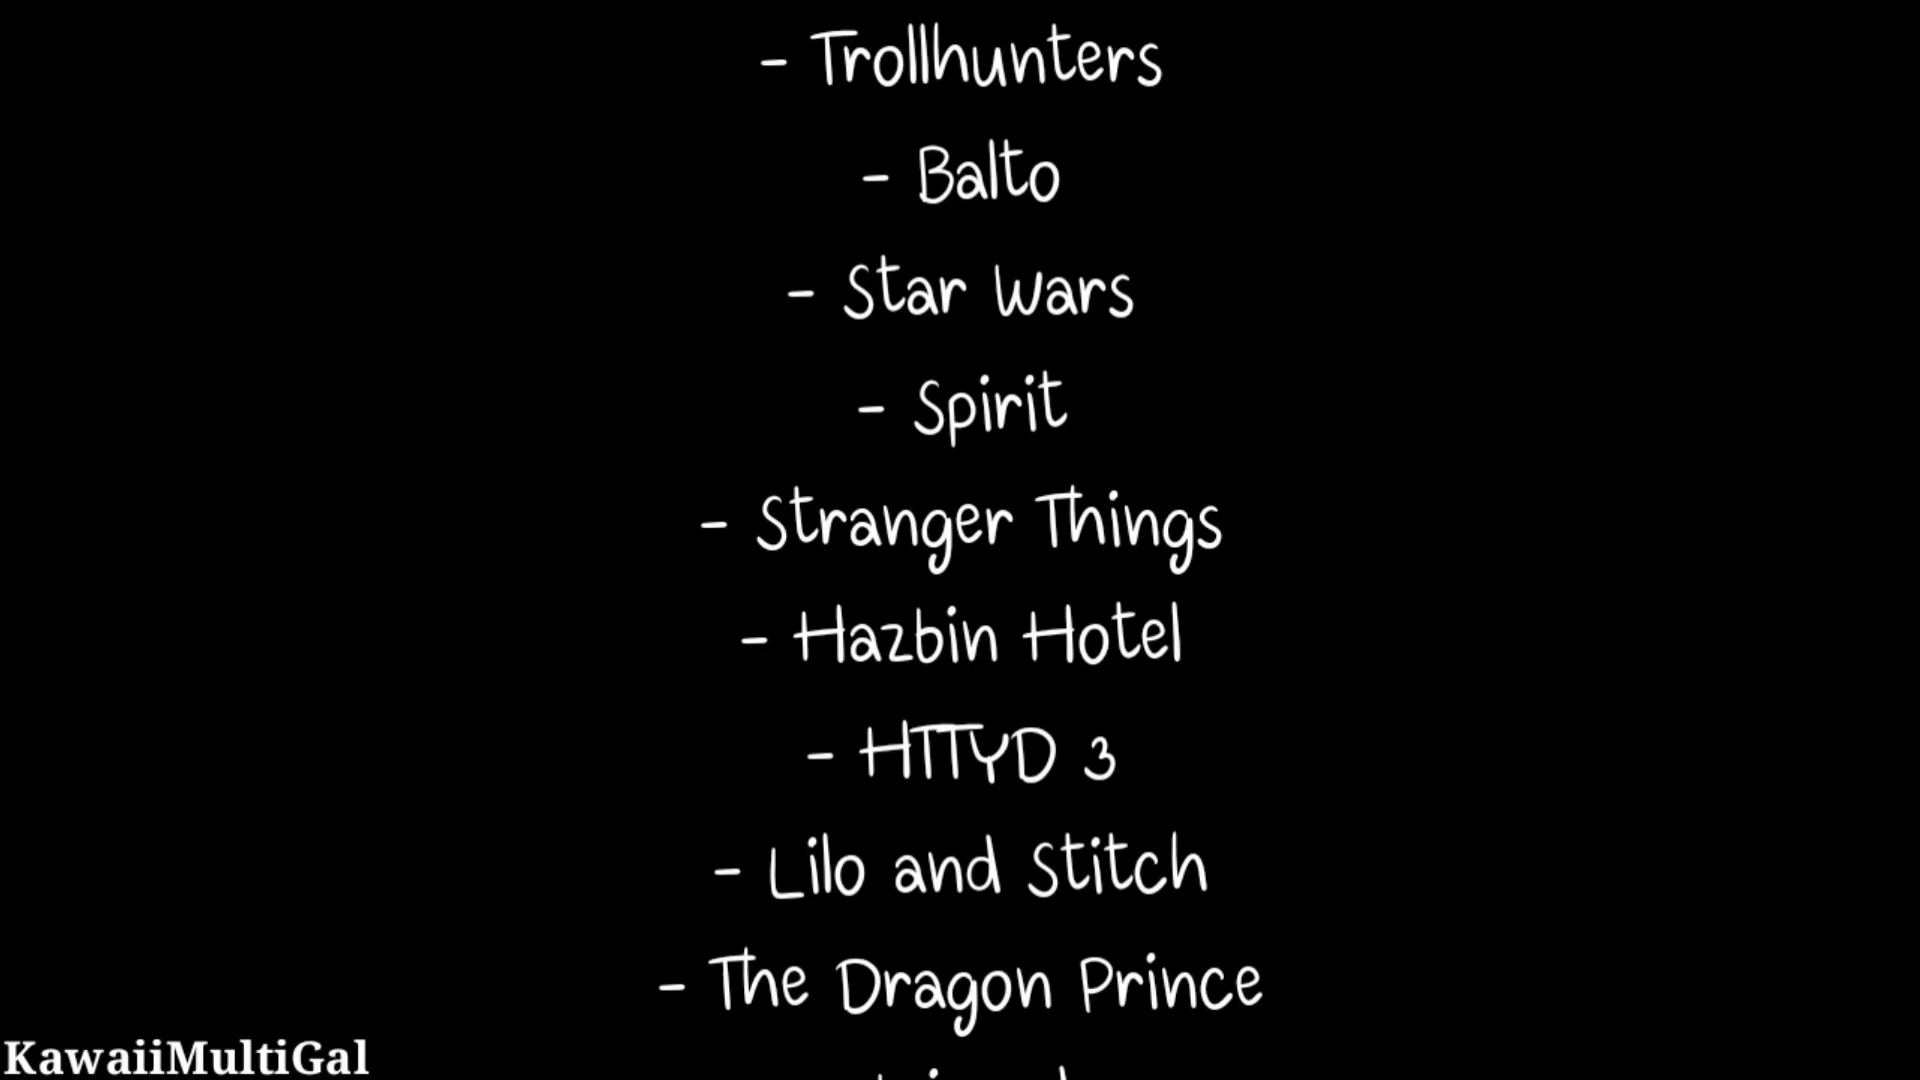 - Trollhunters
- Balto
- Star Wars
- Spirit
- Stranger Things
- Hazbin Hotel
- HTTYD 3
- Lilo and Stitch
- The Dragon Prince
KawaiiMultiGal